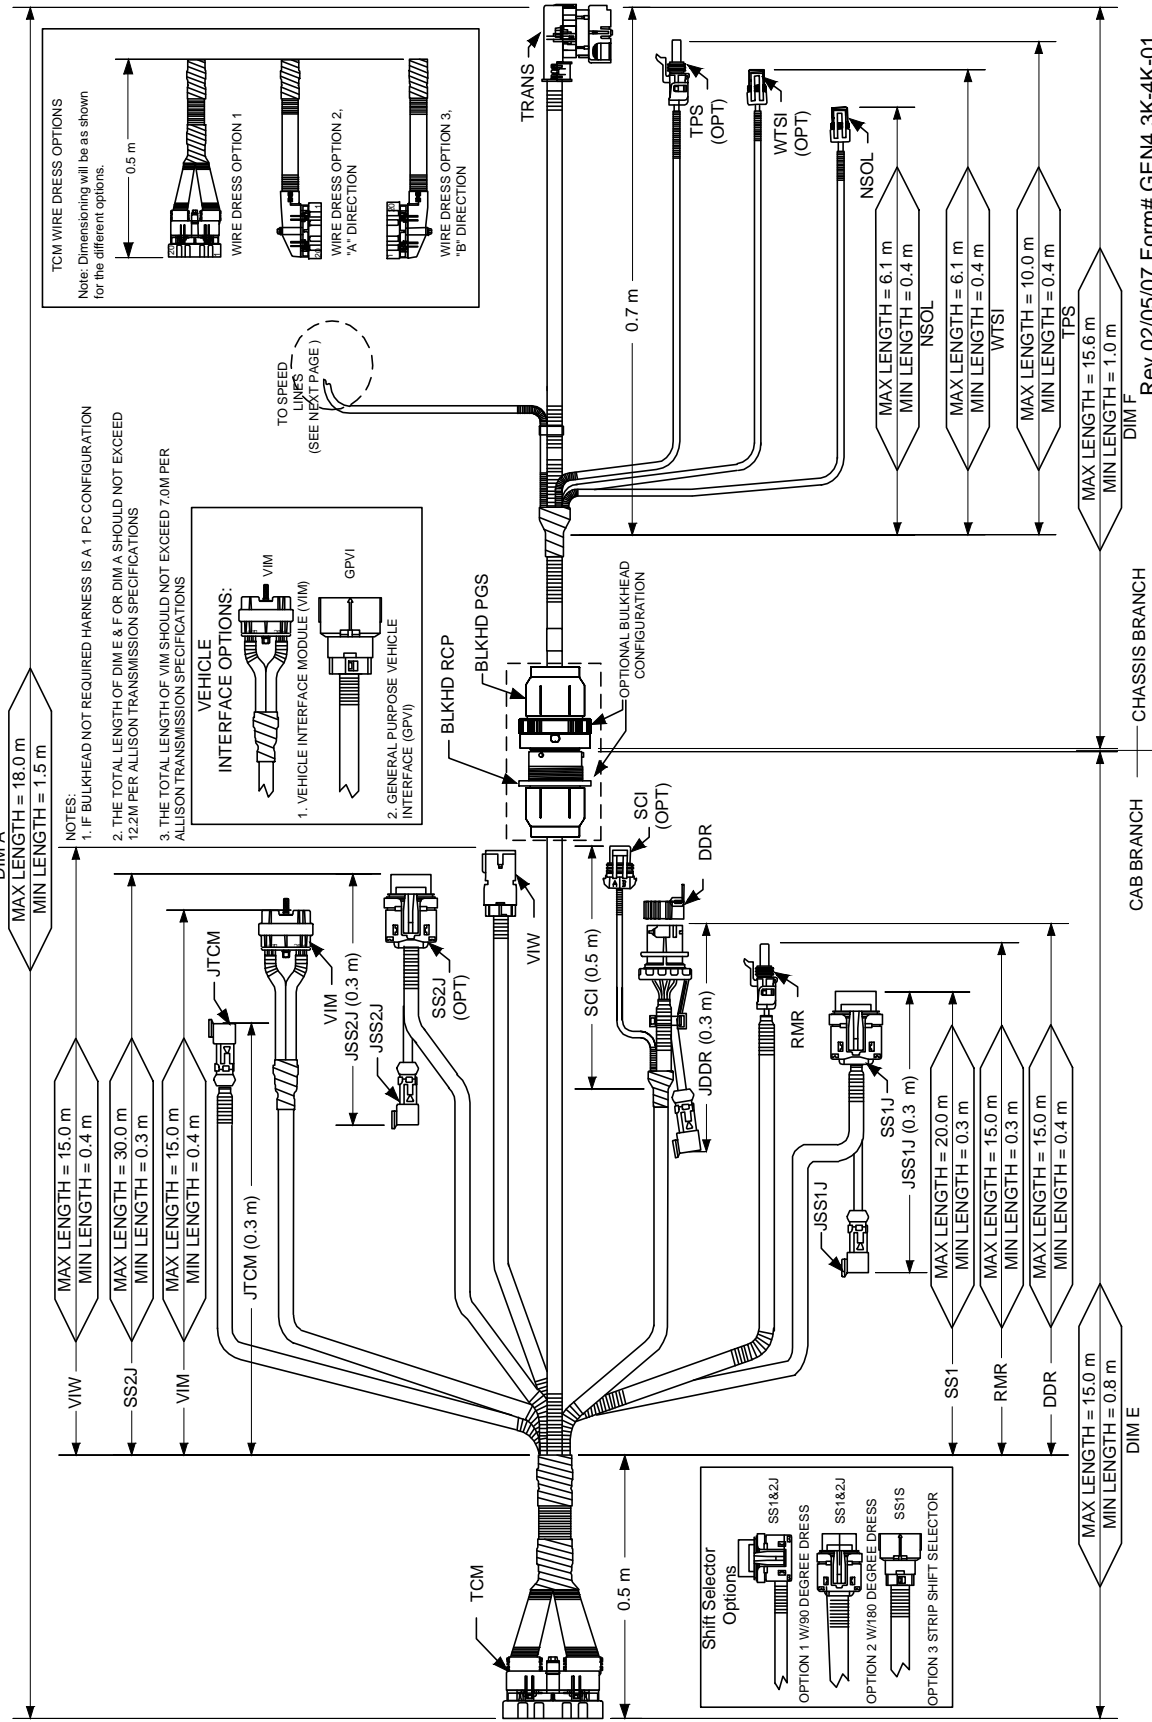 DIM A
MAX LENGTH = 18.0 m
MIN LENGTH = 1.5 m
NOTES:
1. IF BULKHEAD NOT REQUIRED HARNESS IS A 1 PC CONFIGURATION
2. THE TOTAL LENGTH OF DIM E & F OR DIM A SHOULD NOT EXCEED
12.2M PER ALLISON TRANSMISSION SPECIFICATIONS
3. THE TOTAL LENGTH OF VIM SHOULD NOT EXCEED 7.0M PER
ALLISON TRANSMISSION SPECIFICATIONS
TCM WIRE DRESS OPTIONS
Note: Dimensioning will be as shown
for the different options.
0.5 m
20
1
WIRE DRESS OPTION 1
20
1
WIRE DRESS OPTION 2,
"A" DIRECTION
1
20
WIRE DRESS OPTION 3,
"B" DIRECTION
VEHICLE
INTERFACE OPTIONS:
VIM
1. VEHICLE INTERFACE MODULE (VIM)
GPVI
2. GENERAL PURPOSE VEHICLE
INTERFACE (GPVI)
TO SPEED
LINES
(SEE NEXT PAGE )
VIW
MAX LENGTH = 15.0 m
MIN LENGTH = 0.4 m
SS2J
MAX LENGTH = 30.0 m
MIN LENGTH = 0.3 m
VIM
MAX LENGTH = 15.0 m
MIN LENGTH = 0.4 m
JTCM (0.3 m)
JTCM
VIM
JSS2J (0.3 m)
JSS2J
SS2J
(OPT)
VIW
BLKHD RCP
BLKHD PGS
OPTIONAL BULKHEAD
CONFIGURATION
TRANS
TCM
0.5 m
SCI (0.5 m)
SCI
(OPT)
DDR
JDDR (0.3 m)
RMR
SS1J
JSS1J (0.3 m)
JSS1J
0.7 m
TPS
(OPT)
WTSI
(OPT)
NSOL
MAX LENGTH = 6.1 m
MIN LENGTH = 0.4 m
NSOL
MAX LENGTH = 6.1 m
MIN LENGTH = 0.4 m
WTSI
MAX LENGTH = 10.0 m
MIN LENGTH = 0.4 m
TPS
MAX LENGTH = 15.6 m
MIN LENGTH = 1.0 m
DIM F
SS1
MAX LENGTH = 20.0 m
MIN LENGTH = 0.3 m
RMR
MAX LENGTH = 15.0 m
MIN LENGTH = 0.3 m
DDR
MAX LENGTH = 15.0 m
MIN LENGTH = 0.4 m
MAX LENGTH = 15.0 m
MIN LENGTH = 0.8 m
DIM E
Shift Selector
Options
SS1&2J
OPTION 1 W/90 DEGREE DRESS
SS1&2J
OPTION 2 W/180 DEGREE DRESS
SS1S
OPTION 3 STRIP SHIFT SELECTOR
CAB BRANCH
CHASSIS BRANCH
Rev 02/05/07 Form# GEN4 3K-4K-01